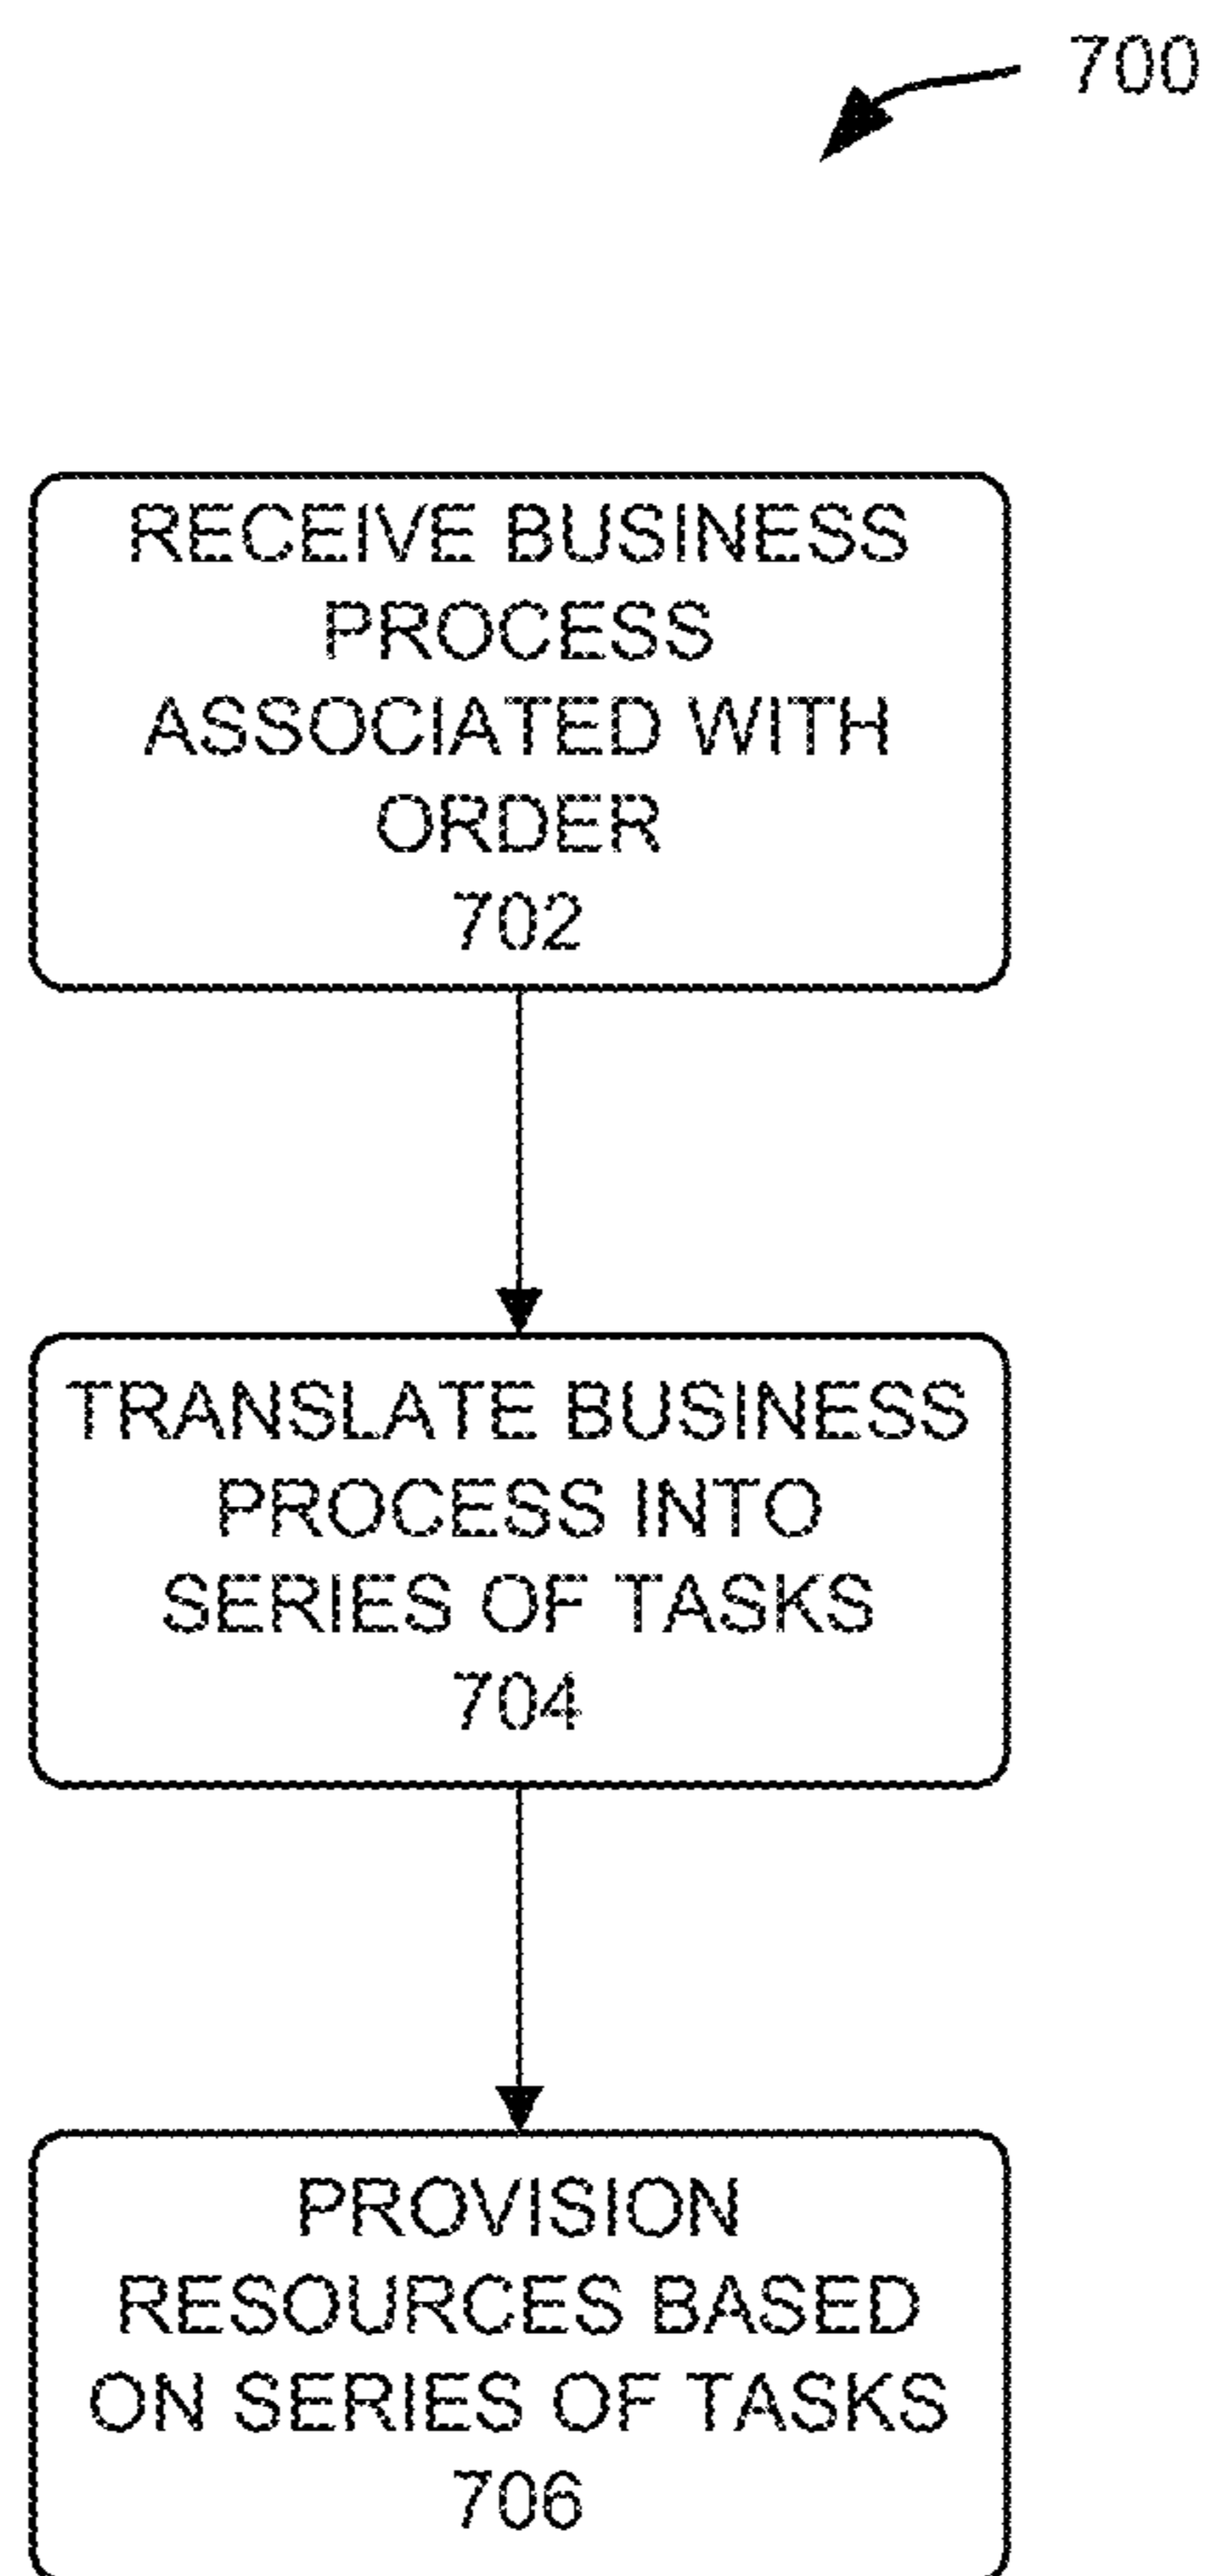 700
RECEIVE BUSINESS
PROCESS
ASSOCIATED WITH
ORDER
702
TRANSLATE BUSINESS
PROCESS INTO
SERIES OF TASKS
704
PROVISION
RESOURCES BASED
ON SERIES OF TASKS
706